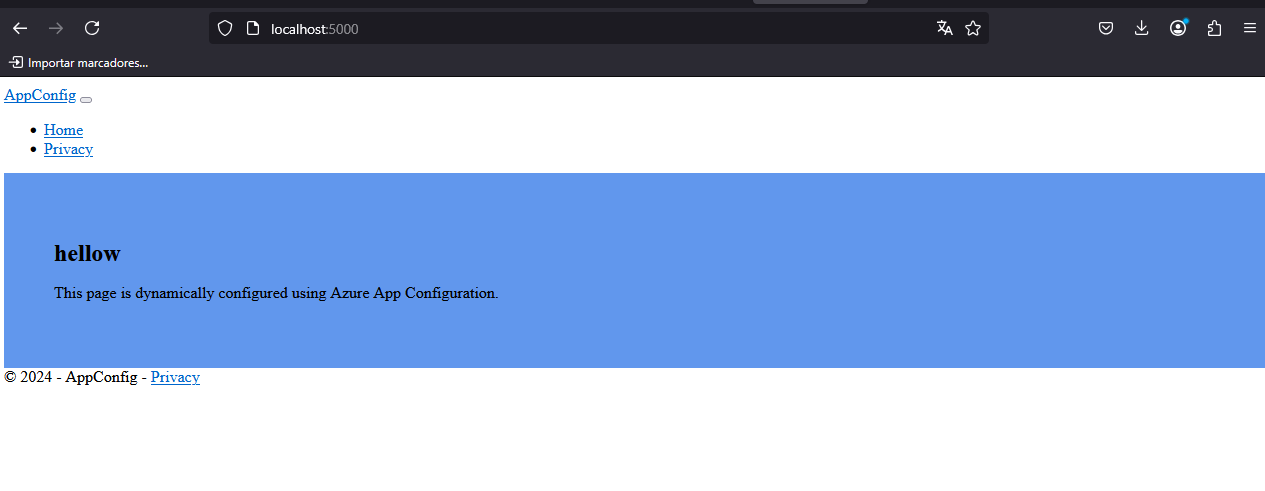 localhost:5000
Importar marcadores...
AppConfig
Home
Privacy
hellow
This page is dynamically configured using Azure App Configuration.
© 2024 - AppConfig - Privacy